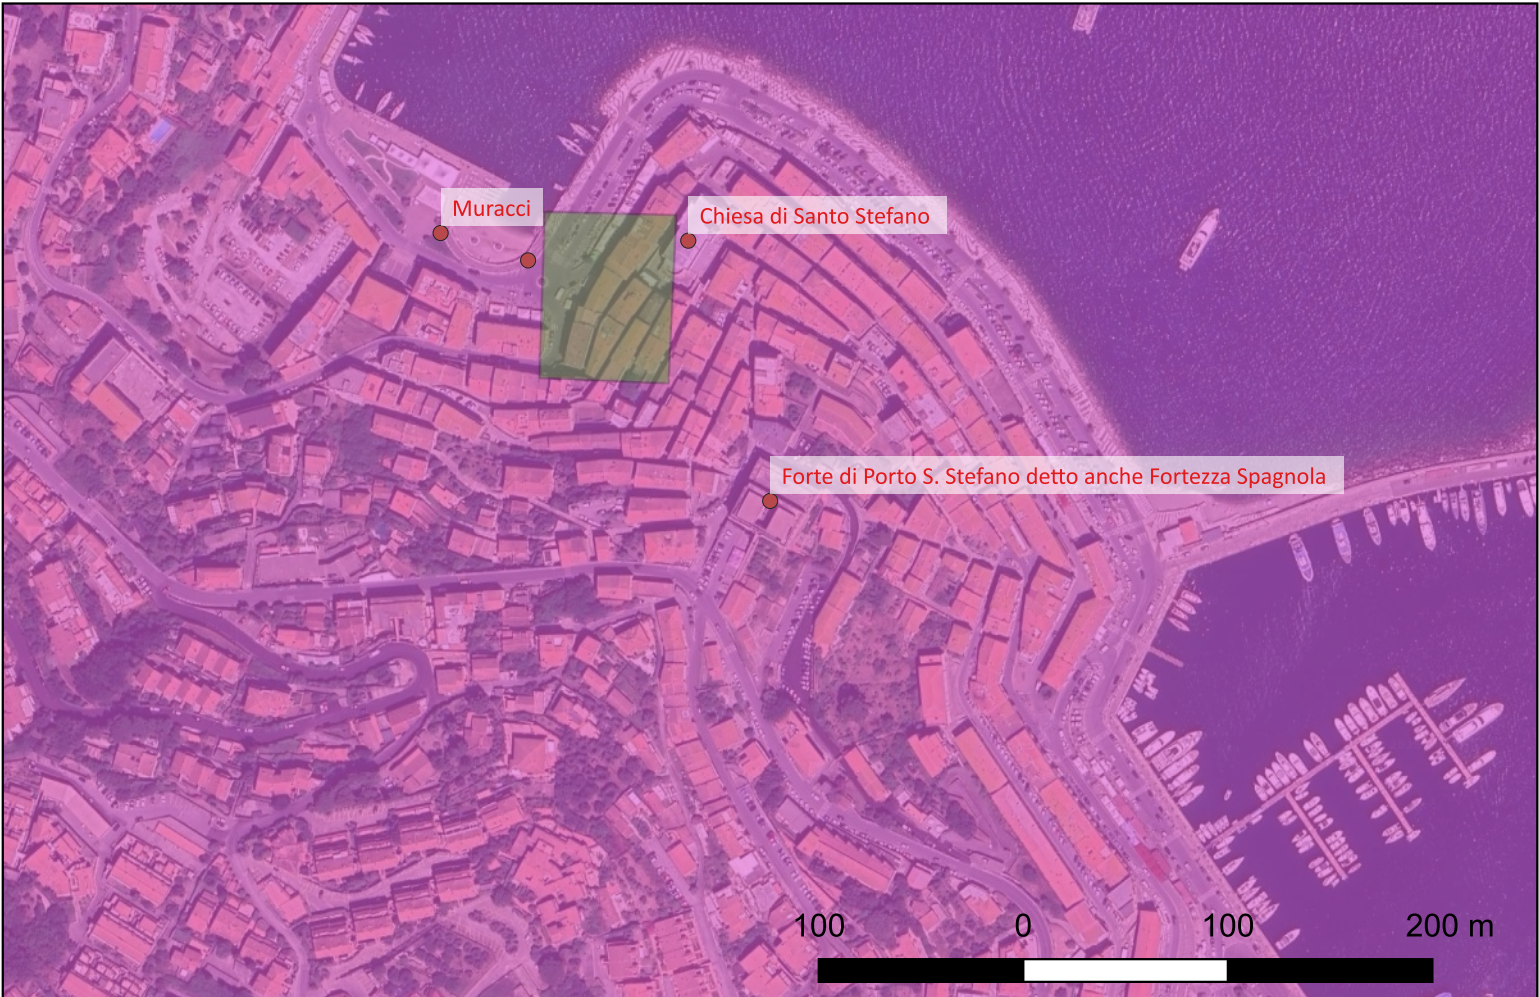 Muracci
Chiesa di Santo Stefano
Forte di Porto S. Stefano detto anche Fortezza Spagnola
100 0 100 200 m